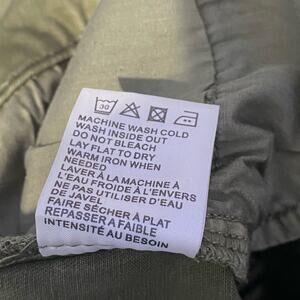 30
MACHINE WASH COLD
WASH INSIDE OUT
DO NOT BLEACH
LAY FLAT TO DRY
WARM IRON WHEN
NEEDED
LAVER À LA MACHINE À
L'EAU FROIDE À L'ENVERS
NE PAS UTILISER D'EAU
DE JAVEL
FAIRE SÉCHER À PLAT
REPASSER A FAIBLE
INTENSITÉ AU BESOIN